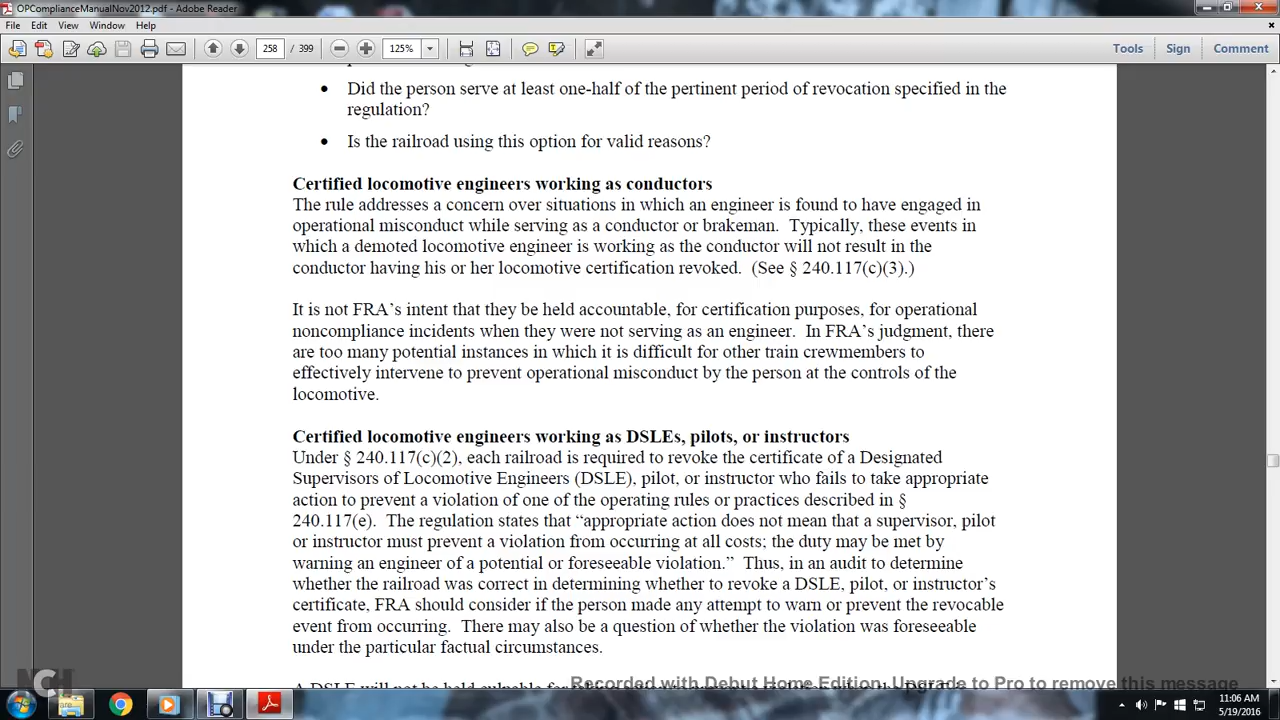 OPComplianceManualNov2012.pdf - Adobe Reader
File Edit View Window Help
258 / 399 125% Tools Sign Comment
• Did the person serve at least one-half of the pertinent period of revocation specified in the
regulation?
• Is the railroad using this option for valid reasons?
Certified locomotive engineers working as conductors
The rule addresses a concern over situations in which an engineer is found to have engaged in
operational misconduct while serving as a conductor or brakeman. Typically, these events in
which a demoted locomotive engineer is working as the conductor will not result in the
conductor having his or her locomotive certification revoked. (See § 240.117(c)(3).)
It is not FRA's intent that they be held accountable, for certification purposes, for operational
noncompliance incidents when they were not serving as an engineer. In FRA's judgment, there
are too many potential instances in which it is difficult for other train crewmembers to
effectively intervene to prevent operational misconduct by the person at the controls of the
locomotive.
Certified locomotive engineers working as DSLEs, pilots, or instructors
Under § 240.117(c)(2), each railroad is required to revoke the certificate of a Designated
Supervisors of Locomotive Engineers (DSLE), pilot, or instructor who fails to take appropriate
action to prevent a violation of one of the operating rules or practices described in §
240.117(e). The regulation states that “appropriate action does not mean that a supervisor, pilot
or instructor must prevent a violation from occurring at all costs; the duty may be met by
warning an engineer of a potential or foreseeable violation.” Thus, in an audit to determine
whether the railroad was correct in determining whether to revoke a DSLE, pilot, or instructor's
certificate, FRA should consider if the person made any attempt to warn or prevent the revocable
event from occurring. There may also be a question of whether the violation was foreseeable
under the particular factual circumstances.
A DSLE will not be held
Recorded with Debut Home Edition. Upgrade to Pro to remove this message
NCH
11:06 AM
5/19/2016